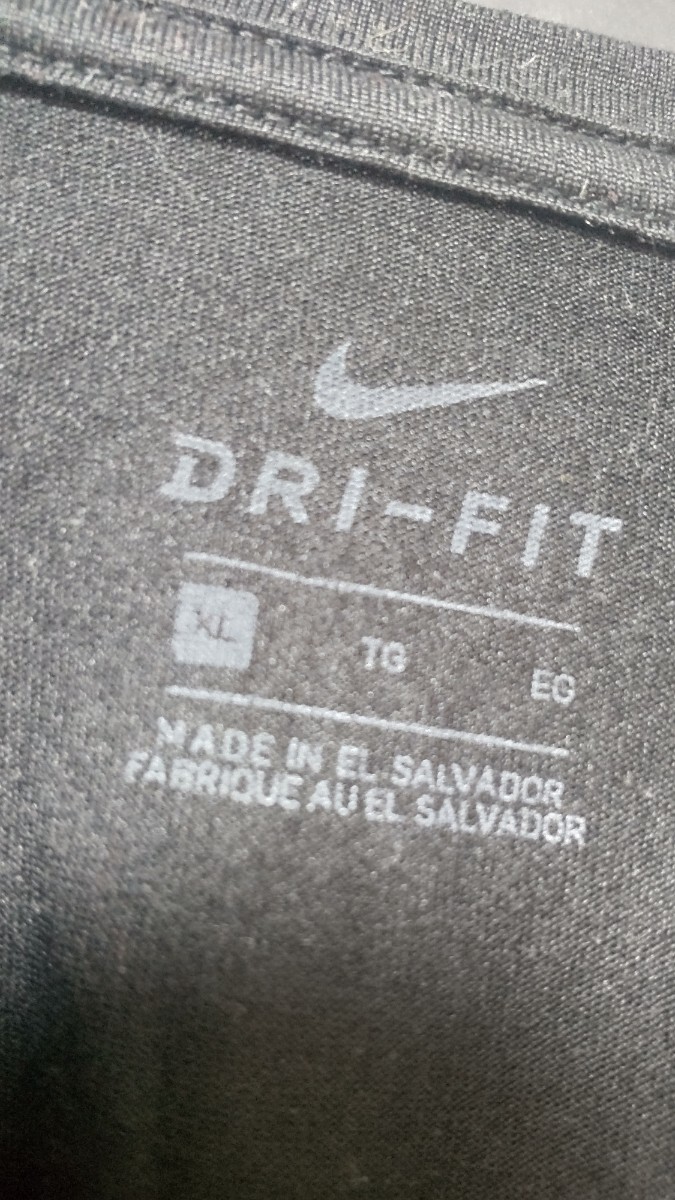 DRI-FIT
XL TG EG
MADE IN EL SALVADOR
FABRIQUE AU EL SALVADOR